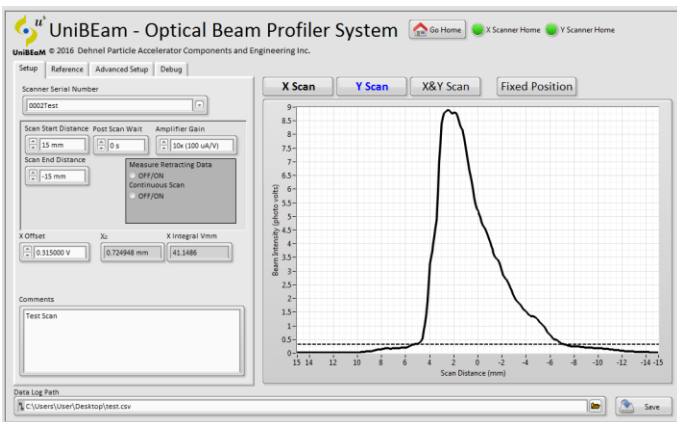 UniBEam - Optical Beam Profiler System
Go Home
X Scanner Home
Y Scanner Home
UniBEaM © 2016 Dehnel Particle Accelerator Components and Engineering Inc.
Setup Reference Advanced Setup Debug
Scanner Serial Number
0002Test
Scan Start Distance Post Scan Wait Amplifier Gain
15 mm 0 s 10x (100 uA/V)
Scan End Distance
-15 mm
Measure Retracting Data
OFF/ON
Continuous Scan
OFF/ON
X Offset X₀ X Integral Vmm
0.315000 V 0.724948 mm 41.1486
Comments
Test Scan
X Scan Y Scan X&Y Scan Fixed Position
Beam Intensity (photo volts)
9
8.5
8
7.5
7
6.5
6
5.5
5
4.5
4
3.5
3
2.5
2
1.5
1
0.5
0
15 14 12 10 8 6 4 2 0 -2 -4 -6 -8 -10 -12 -14 -15
Scan Distance (mm)
Data Log Path
C:\Users\User\Desktop\test.csv
Save